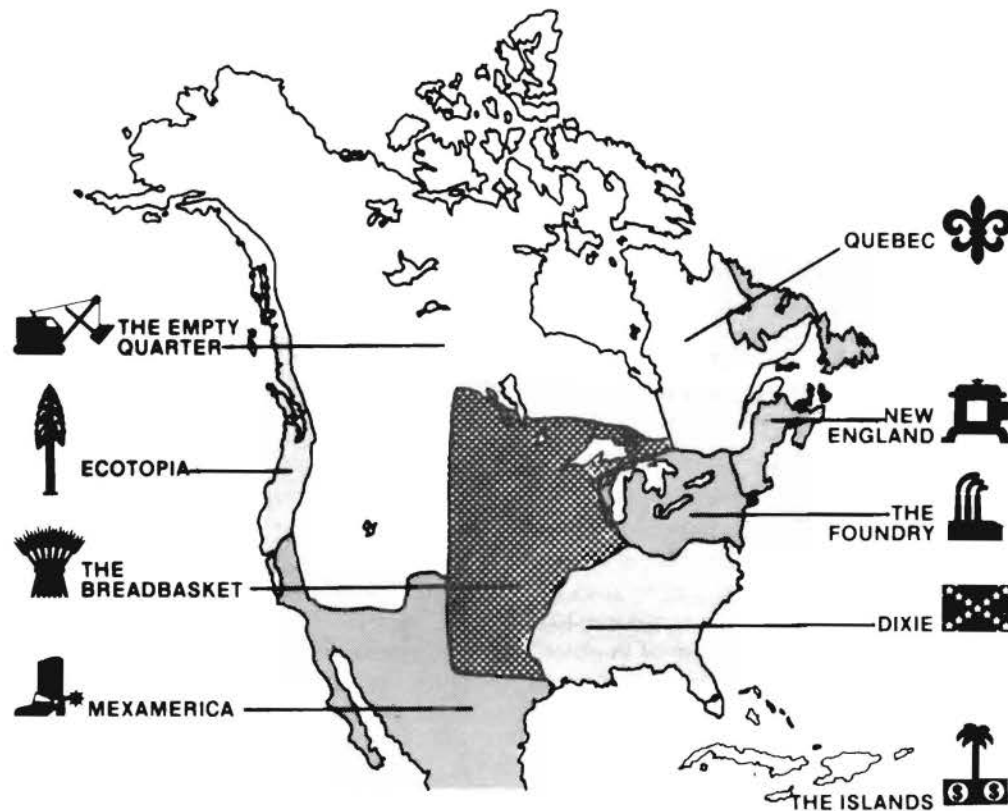 QUEBEC
THE EMPTY
QUARTER
NEW
ENGLAND
ECOTOPIA
THE
FOUNDRY
THE
BREADBASKET
DIXIE
MEXAMERICA
THE ISLANDS
$ $